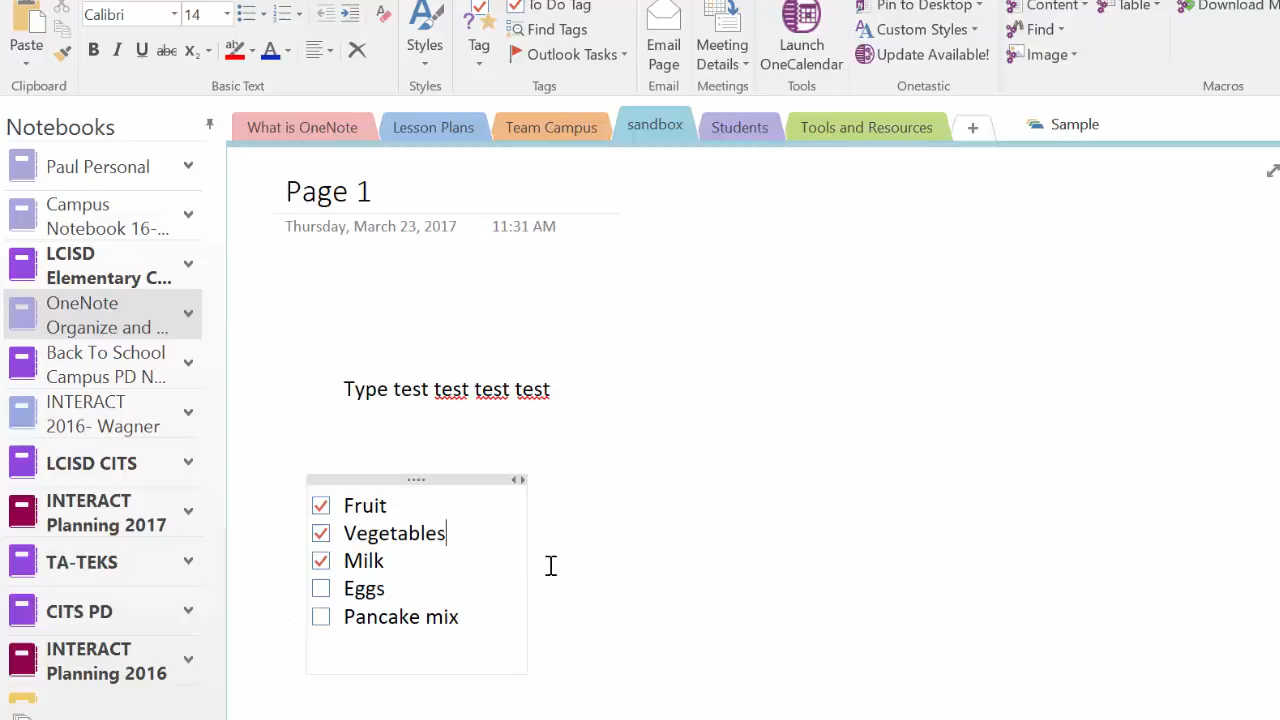 Calibri 14
To Do Tag
Pin to Desktop
Content
Table
Download M
Find Tags
Custom Styles
Find
Paste
B I U abc X₂ A
Styles
Tag
Outlook Tasks
Email
Page
Meeting
Details
Launch
OneCalendar
Update Available!
Image
Clipboard
Basic Text
Styles
Tags
Email
Meetings
Tools
Onetastic
Macros
Notebooks
What is OneNote
Lesson Plans
Team Campus
sandbox
Students
Tools and Resources
+
Sample
Paul Personal
Campus
Notebook 16-...
LCISD
Elementary C...
OneNote
Organize and ...
Back To School
Campus PD N...
INTERACT
2016- Wagner
LCISD CITS
INTERACT
Planning 2017
TA-TEKS
CITS PD
INTERACT
Planning 2016
Page 1
Thursday, March 23, 2017 11:31 AM
Type test test test test
Fruit
Vegetables
Milk
Eggs
Pancake mix